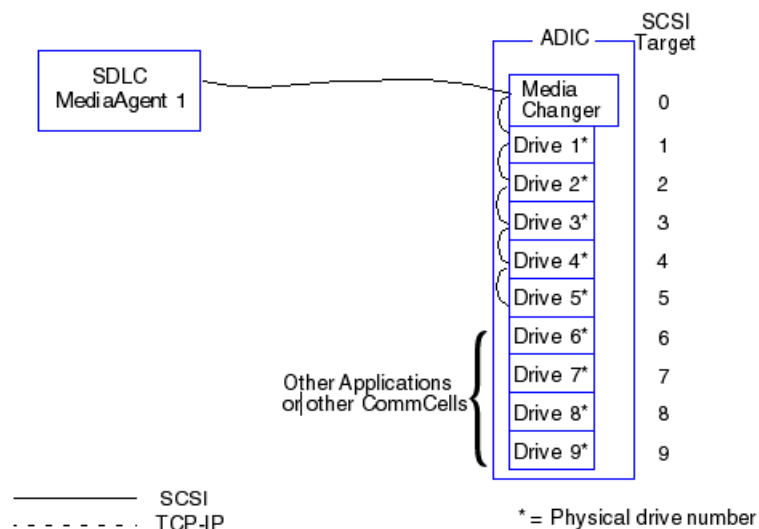 SCSI
Target
ADIC
SDLC
MediaAgent 1
Media
Changer
0
Drive 1*
1
Drive 2*
2
Drive 3*
3
Drive 4*
4
Drive 5*
5
Drive 6*
6
Drive 7*
7
Drive 8*
8
Drive 9*
9
Other Applications
or other CommCells
SCSI
TCP-IP
* = Physical drive number